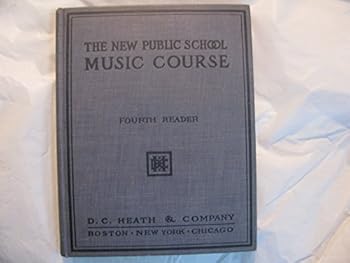 THE NEW PUBLIC SCHOOL
MUSIC COURSE
FOURTH READER
D. C. HEATH & COMPANY
BOSTON · NEW YORK · CHICAGO